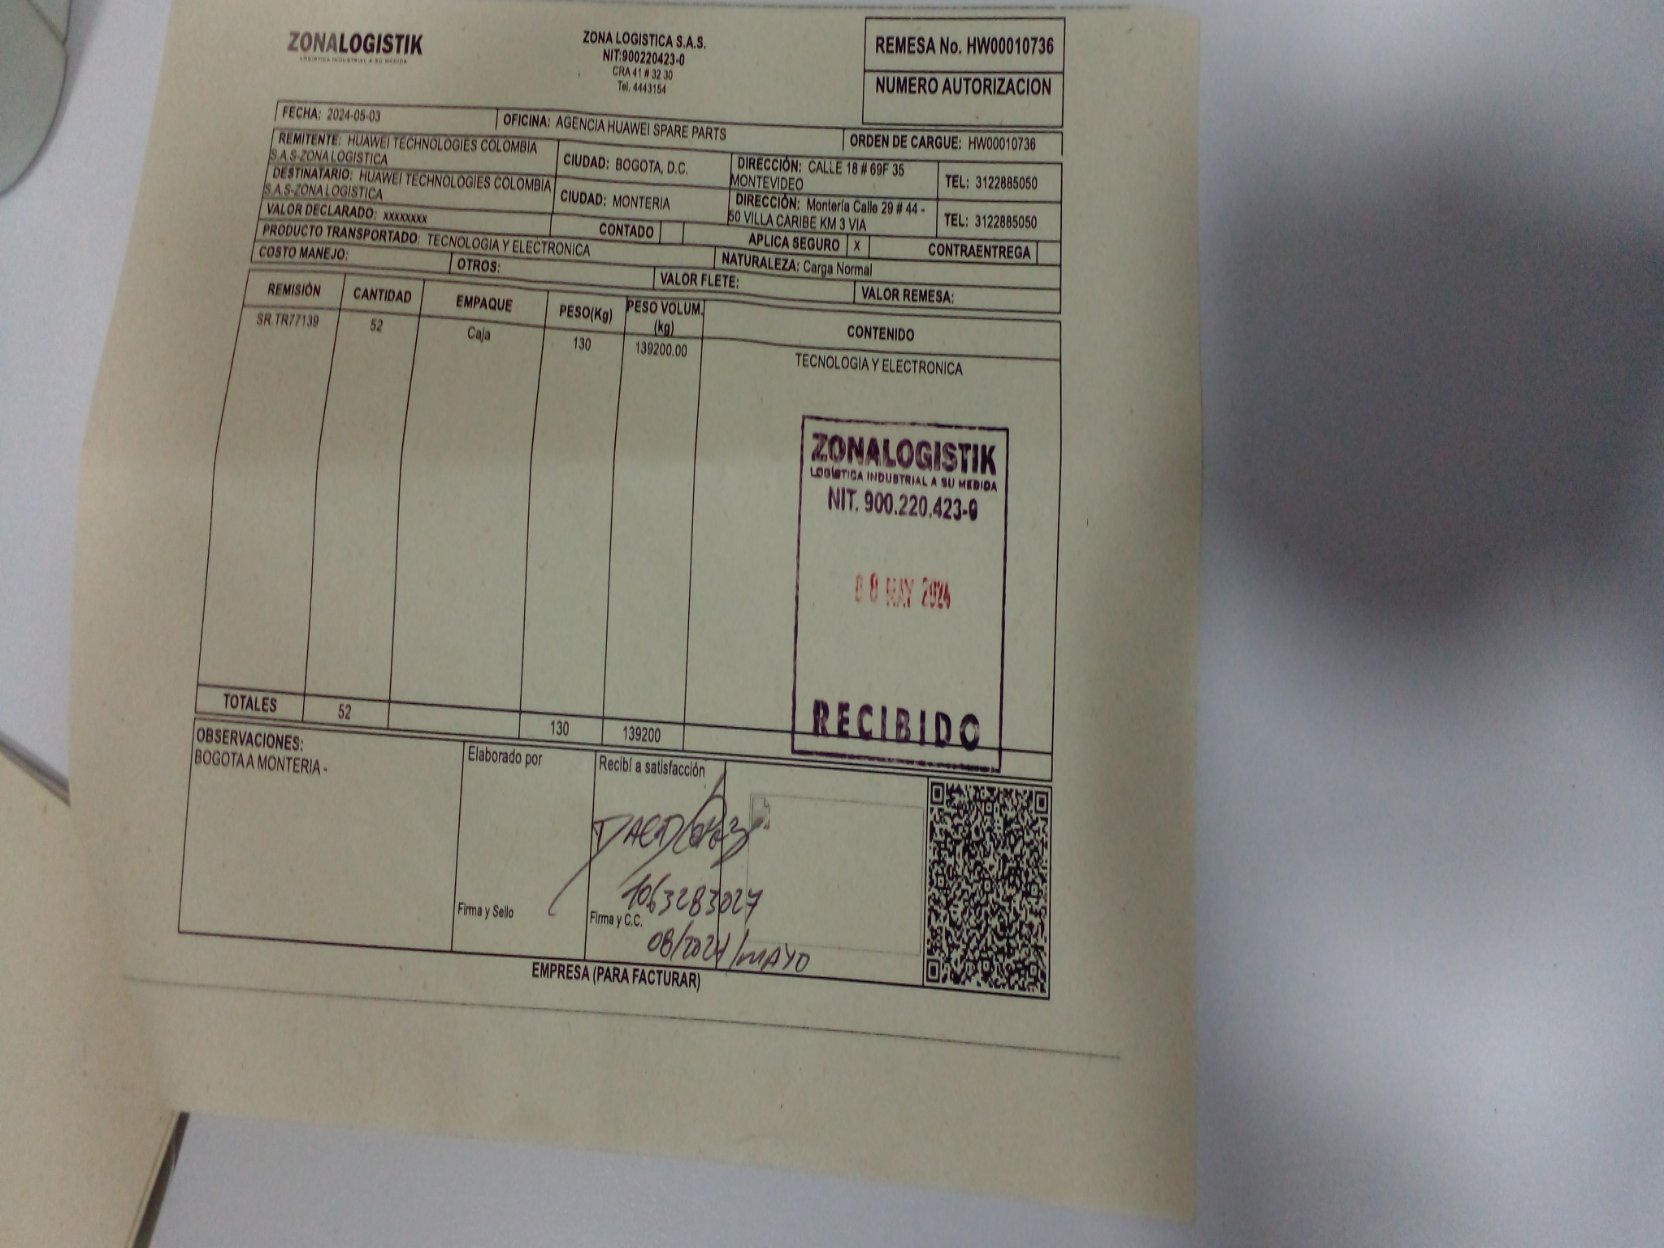 ZONALOGISTIK
LOGÍSTICA INDUSTRIAL A SU MEDIDA
ZONA LOGISTICA S.A.S.
NIT:900220423-0
CRA 41 # 32 30
Tel. 4443154
REMESA No. HW00010736
NUMERO AUTORIZACION
FECHA: 2024-05-03
OFICINA: AGENCIA HUAWEI SPARE PARTS
ORDEN DE CARGUE: HW00010736
REMITENTE: HUAWEI TECHNOLOGIES COLOMBIA
S.A.S-ZONA LOGISTICA
CIUDAD: BOGOTA, D.C.
DIRECCIÓN: CALLE 18 # 69F 35
MONTEVIDEO
TEL: 3122885050
DESTINATARIO: HUAWEI TECHNOLOGIES COLOMBIA
S.A.S-ZONA LOGISTICA
CIUDAD: MONTERIA
DIRECCIÓN: Montería Calle 29 # 44 -
50 VILLA CARIBE KM 3 VIA
TEL: 3122885050
VALOR DECLARADO: xxxxxxxx
CONTADO
APLICA SEGURO X
CONTRAENTREGA
PRODUCTO TRANSPORTADO: TECNOLOGIA Y ELECTRONICA
NATURALEZA: Carga Normal
COSTO MANEJO:
OTROS:
VALOR FLETE:
VALOR REMESA:
REMISIÓN CANTIDAD EMPAQUE PESO(Kg) PESO VOLUM.
(kg) CONTENIDO
SR.TR77139 52 Caja 130 139200.00 TECNOLOGIA Y ELECTRONICA
ZONALOGISTIK
LOGÍSTICA INDUSTRIAL A SU MEDIDA
NIT. 900.220.423-0
08 MAY 2024
RECIBIDO
TOTALES 52 130 139200
OBSERVACIONES:
BOGOTA A MONTERIA -
Elaborado por
Firma y Sello
Recibí a satisfacción
1063283027
Firma y C.C.
08/2024/MAYO
EMPRESA (PARA FACTURAR)